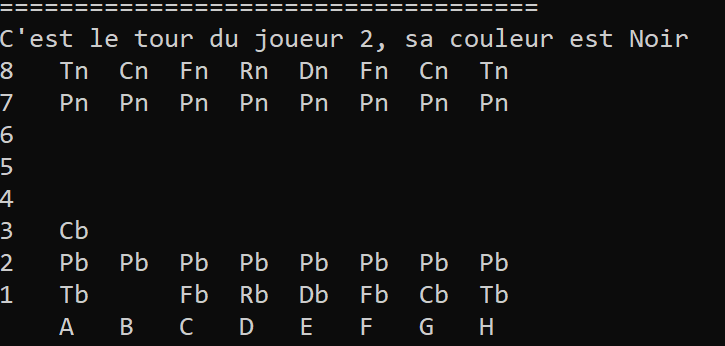 ====================================
C'est le tour du joueur 2, sa couleur est Noir
8   Tn  Cn  Fn  Rn  Dn  Fn  Cn  Tn
7   Pn  Pn  Pn  Pn  Pn  Pn  Pn  Pn
6
5
4
3   Cb
2   Pb  Pb  Pb  Pb  Pb  Pb  Pb  Pb
1   Tb      Fb  Rb  Db  Fb  Cb  Tb
    A   B   C   D   E   F   G   H